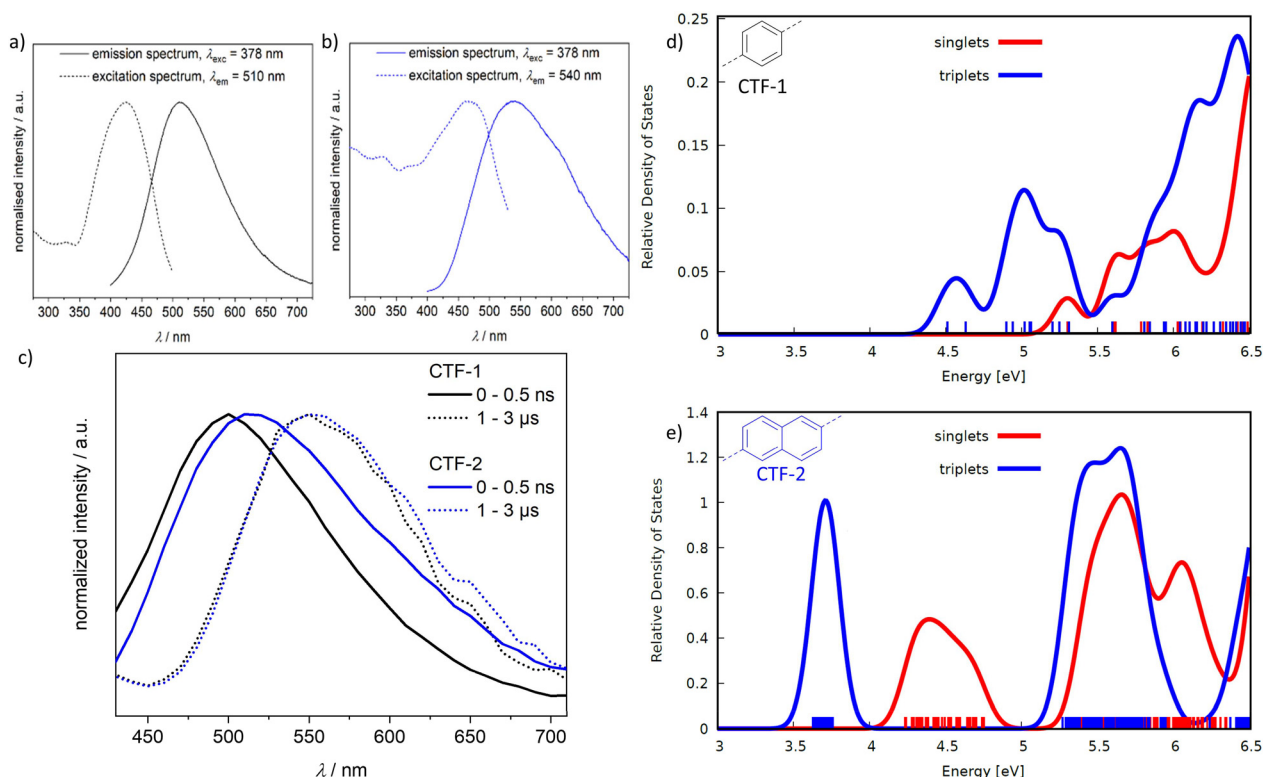 a)
emission spectrum, λexc = 378 nm
excitation spectrum, λem = 510 nm
normalised intensity / a.u.
300 350 400 450 500 550 600 650 700
λ / nm
b)
emission spectrum, λexc = 378 nm
excitation spectrum, λem = 540 nm
normalised intensity / a.u.
300 350 400 450 500 550 600 650 700
λ / nm
c)
CTF-1
0 - 0.5 ns
1 - 3 µs
CTF-2
0 - 0.5 ns
1 - 3 µs
normalized intensity / a.u.
450 500 550 600 650 700
λ / nm
d)
CTF-1
singlets
triplets
Relative Density of States
0.25
0.2
0.15
0.1
0.05
0
3 3.5 4 4.5 5 5.5 6 6.5
Energy [eV]
e)
CTF-2
singlets
triplets
Relative Density of States
1.4
1.2
1
0.8
0.6
0.4
0.2
0
3 3.5 4 4.5 5 5.5 6 6.5
Energy [eV]